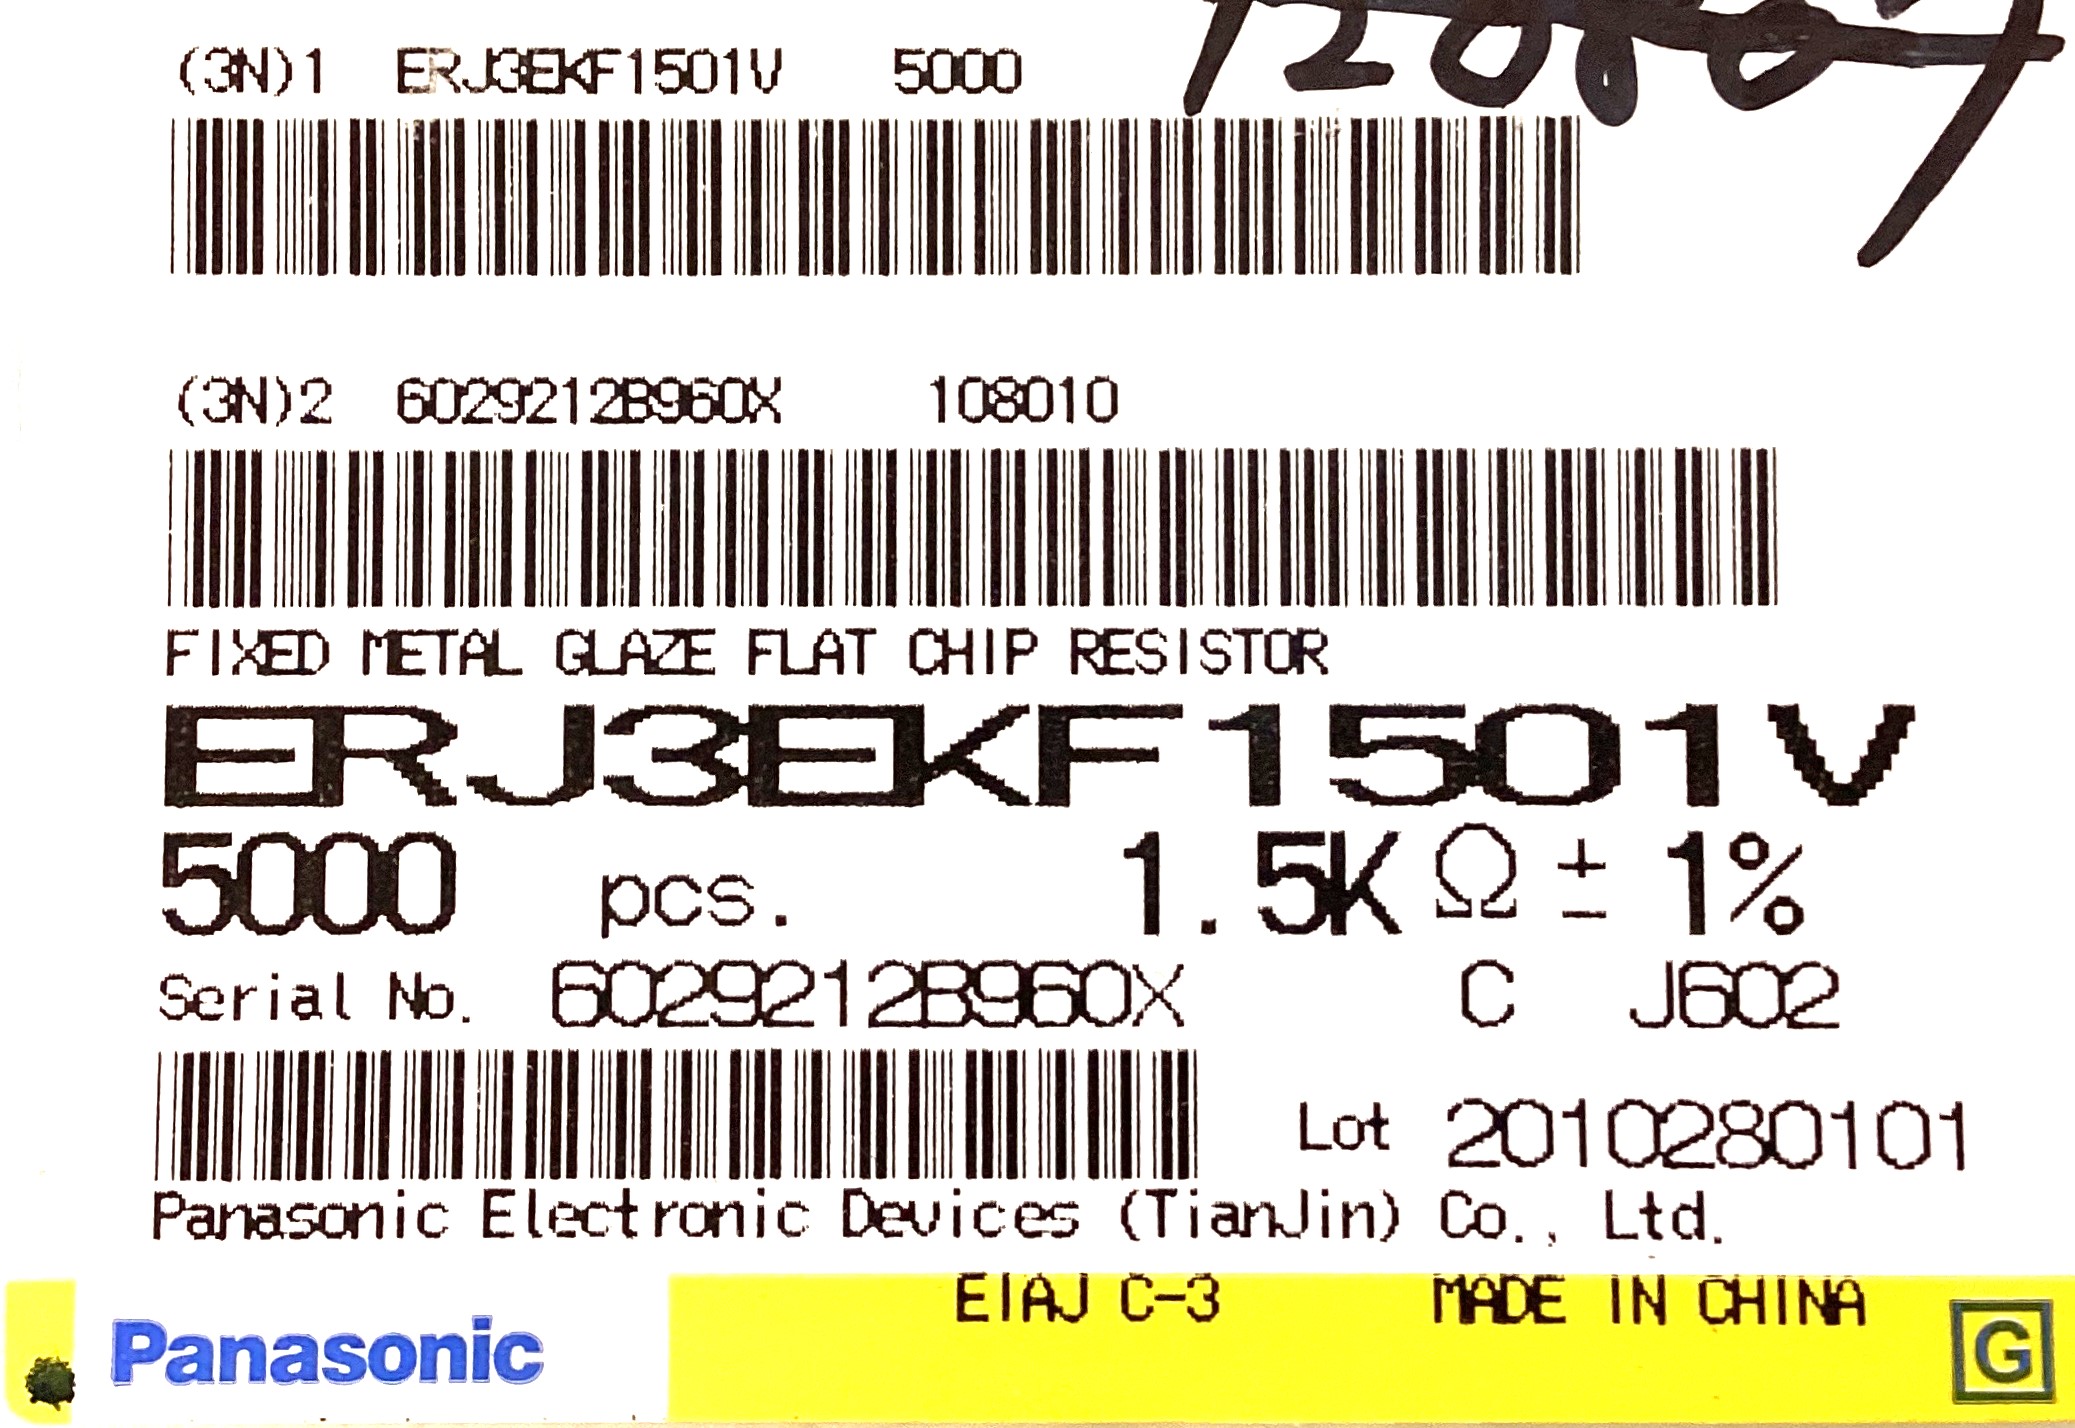 (3N)1 ERJ3EKF1501V 5000
(3N)2 6029212B960X 108010
FIXED METAL GLAZE FLAT CHIP RESISTOR
ERJ3EKF1501V
5000 pcs. 1.5KΩ ± 1%
Serial No. 6029212B960X C J602
Lot 2010280101
Panasonic Electronic Devices (TianJin) Co., Ltd.
EIAJ C-3 MADE IN CHINA
Panasonic G